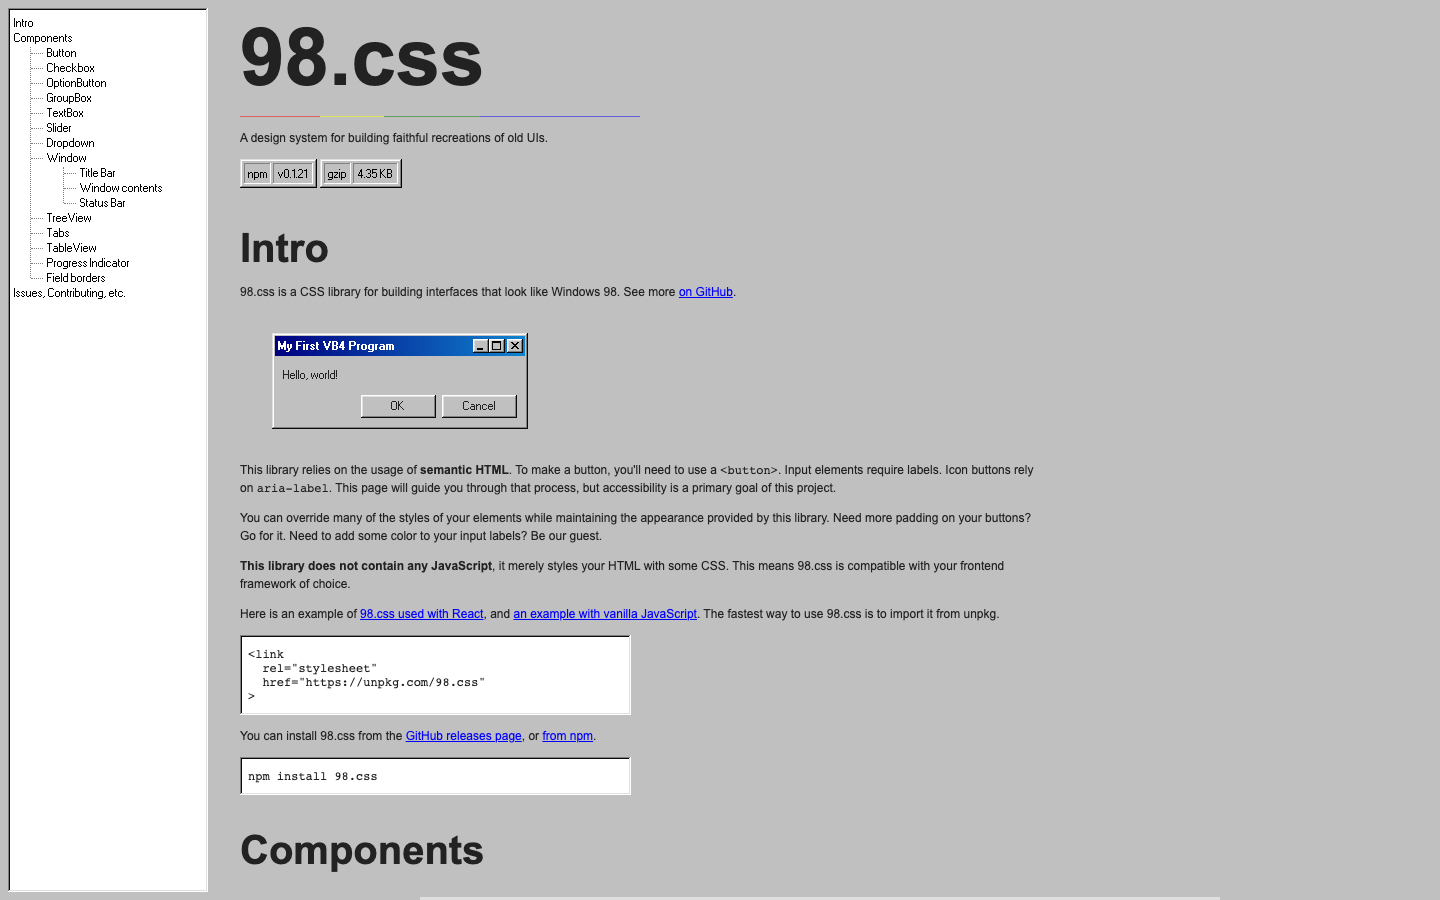 Intro
Components
Button
Checkbox
OptionButton
GroupBox
TextBox
Slider
Dropdown
Window
Title Bar
Window contents
Status Bar
TreeView
Tabs
TableView
Progress Indicator
Field borders
Issues, Contributing, etc.
98.css
A design system for building faithful recreations of old UIs.
npm v0.1.21 gzip 4.35 KB
Intro
98.css is a CSS library for building interfaces that look like Windows 98. See more on GitHub.
My First VB4 Program
Hello, world!
OK Cancel
This library relies on the usage of semantic HTML. To make a button, you'll need to use a <button>. Input elements require labels. Icon buttons rely
on aria-label. This page will guide you through that process, but accessibility is a primary goal of this project.
You can override many of the styles of your elements while maintaining the appearance provided by this library. Need more padding on your buttons?
Go for it. Need to add some color to your input labels? Be our guest.
This library does not contain any JavaScript, it merely styles your HTML with some CSS. This means 98.css is compatible with your frontend
framework of choice.
Here is an example of 98.css used with React, and an example with vanilla JavaScript. The fastest way to use 98.css is to import it from unpkg.
<link
  rel="stylesheet"
  href="https://unpkg.com/98.css"
>
You can install 98.css from the GitHub releases page, or from npm.
npm install 98.css
Components